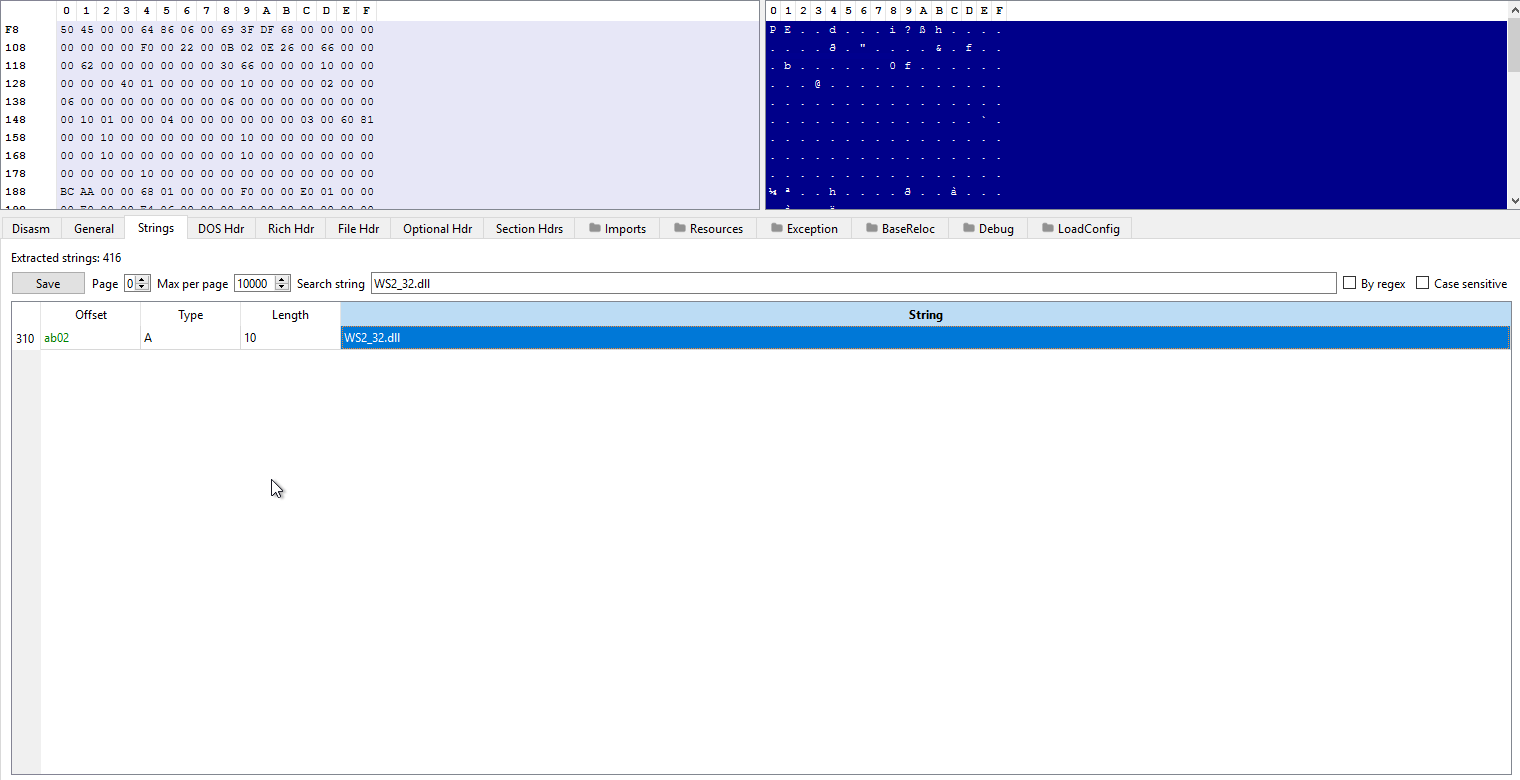 0 1 2 3 4 5 6 7 8 9 A B C D E F
0 1 2 3 4 5 6 7 8 9 A B C D E F
F8 50 45 00 00 64 86 06 00 69 3F DF 68 00 00 00 00
P E . . d . . . i ? ß h . . . .
108 00 00 00 00 F0 00 22 00 0B 02 0E 26 00 66 00 00
. . . . ð . " . . . . & . f . .
118 00 62 00 00 00 00 00 00 30 66 00 00 00 10 00 00
. b . . . . . . 0 f . . . . . .
128 00 00 00 40 01 00 00 00 00 10 00 00 00 02 00 00
. . . @ . . . . . . . . . . . .
138 06 00 00 00 00 00 00 00 06 00 00 00 00 00 00 00
. . . . . . . . . . . . . . . .
148 00 10 01 00 00 04 00 00 00 00 00 00 03 00 60 81
. . . . . . . . . . . . . . ` .
158 00 00 10 00 00 00 00 00 00 10 00 00 00 00 00 00
. . . . . . . . . . . . . . . .
168 00 00 10 00 00 00 00 00 00 10 00 00 00 00 00 00
. . . . . . . . . . . . . . . .
178 00 00 00 00 10 00 00 00 00 00 00 00 00 00 00 00
. . . . . . . . . . . . . . . .
188 BC AA 00 00 68 01 00 00 00 F0 00 00 E0 01 00 00
¼ ª . . h . . . . ð . . à . . .
Disasm General Strings DOS Hdr Rich Hdr File Hdr Optional Hdr Section Hdrs Imports Resources Exception BaseReloc Debug LoadConfig
Extracted strings: 416
Save Page 0 Max per page 10000 Search string WS2_32.dll By regex Case sensitive
Offset Type Length String
310 ab02 A 10 WS2_32.dll